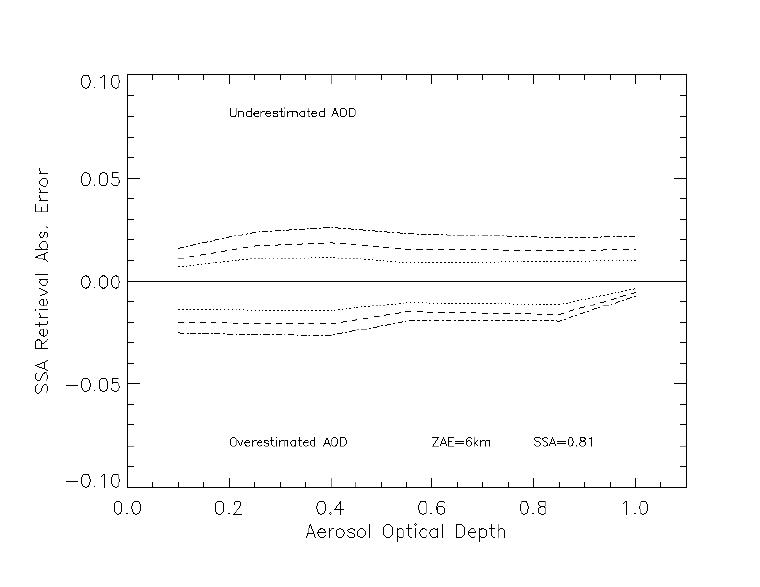 0.10
Underestimated AOD
0.05
0.00
−0.05
Overestimated AOD ZAE=6km SSA=0.81
−0.10
0.0 0.2 0.4 0.6 0.8 1.0
Aerosol Optical Depth
SSA Retrieval Abs. Error